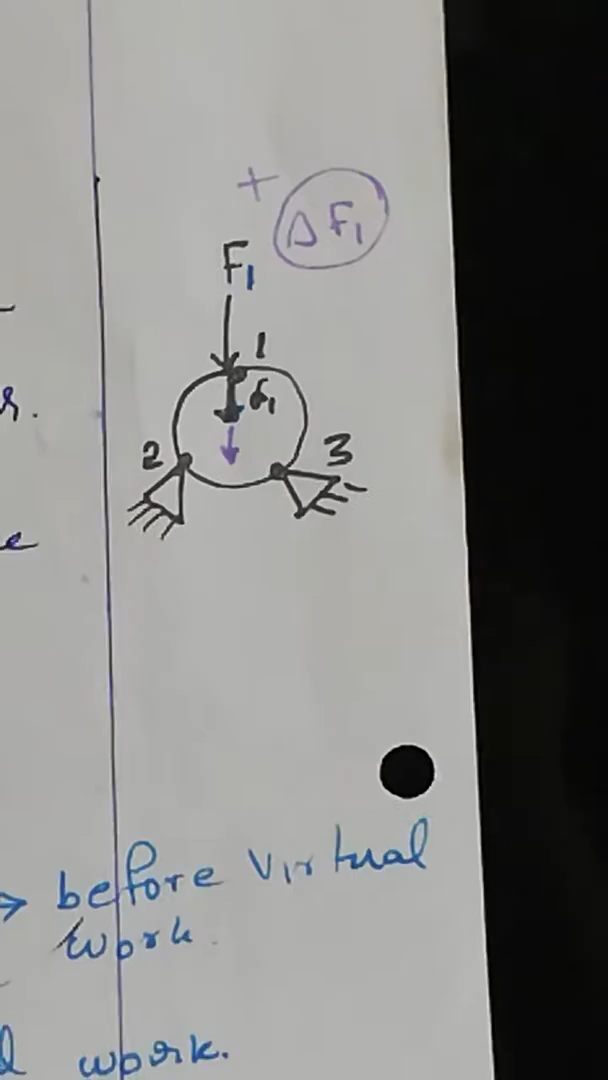 + ΔF₁
F₁
1
δ₁
2
3
→ before Virtual
work.
work.